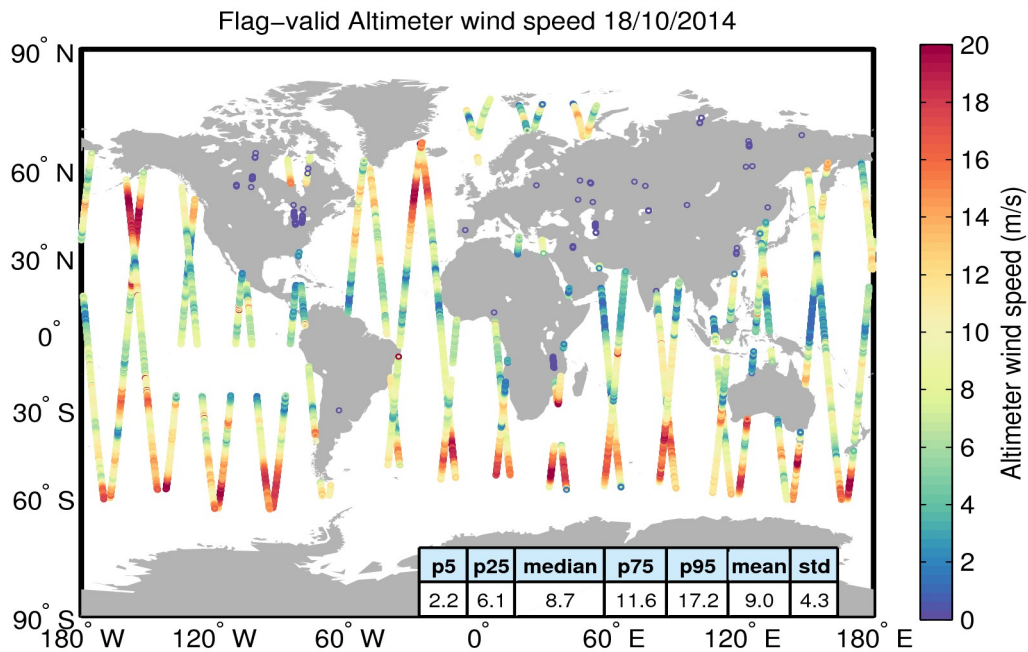 Flag−valid Altimeter wind speed 18/10/2014
90° N
60° N
30° N
0°
30° S
60° S
90° S
180° W
120° W
60° W
0°
60° E
120° E
180° E
p5 p25 median p75 p95 mean std
2.2 6.1 8.7 11.6 17.2 9.0 4.3
20
18
16
14
12
10
8
6
4
2
0
Altimeter wind speed (m/s)